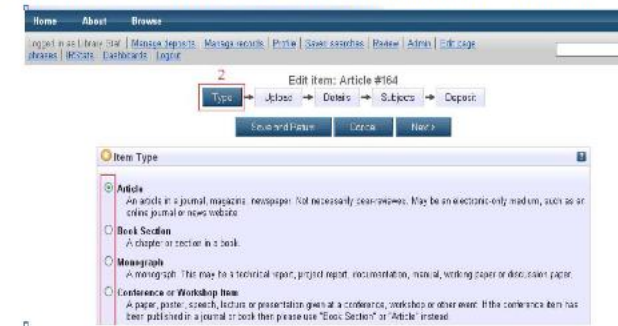 Home About Browse
Logged in as Library Staff | Manage deposits | Manage records | Profile | Saved searches | Review | Admin | Edit page
phrases | IRStats | Dashboards | Logout
2
Edit item: Article #164
Type → Upload → Details → Subjects → Deposit
Save and Return Cancel Next >
Item Type
Article
An article in a journal, magazine, newspaper. Not necessarily peer-reviewed. May be an electronic-only medium, such as an
online journal or news website.
Book Section
A chapter or section in a book.
Monograph
A monograph. This may be a technical report, project report, documentation, manual, working paper or discussion paper.
Conference or Workshop Item
A paper, poster, speech, lecture or presentation given at a conference, workshop or other event. If the conference item has
been published in a journal or book then please use "Book Section" or "Article" instead.